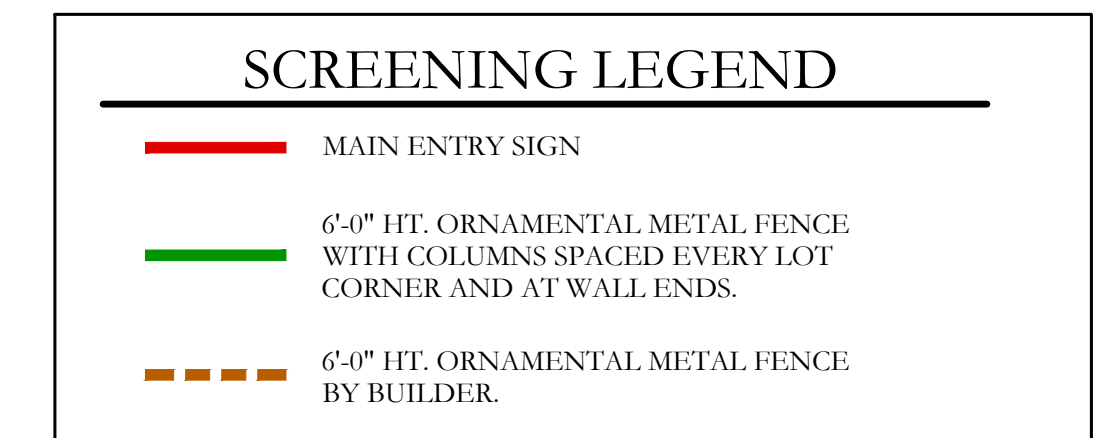 SCREENING LEGEND
MAIN ENTRY SIGN
6'-0" HT. ORNAMENTAL METAL FENCE
WITH COLUMNS SPACED EVERY LOT
CORNER AND AT WALL ENDS.
6'-0" HT. ORNAMENTAL METAL FENCE
BY BUILDER.